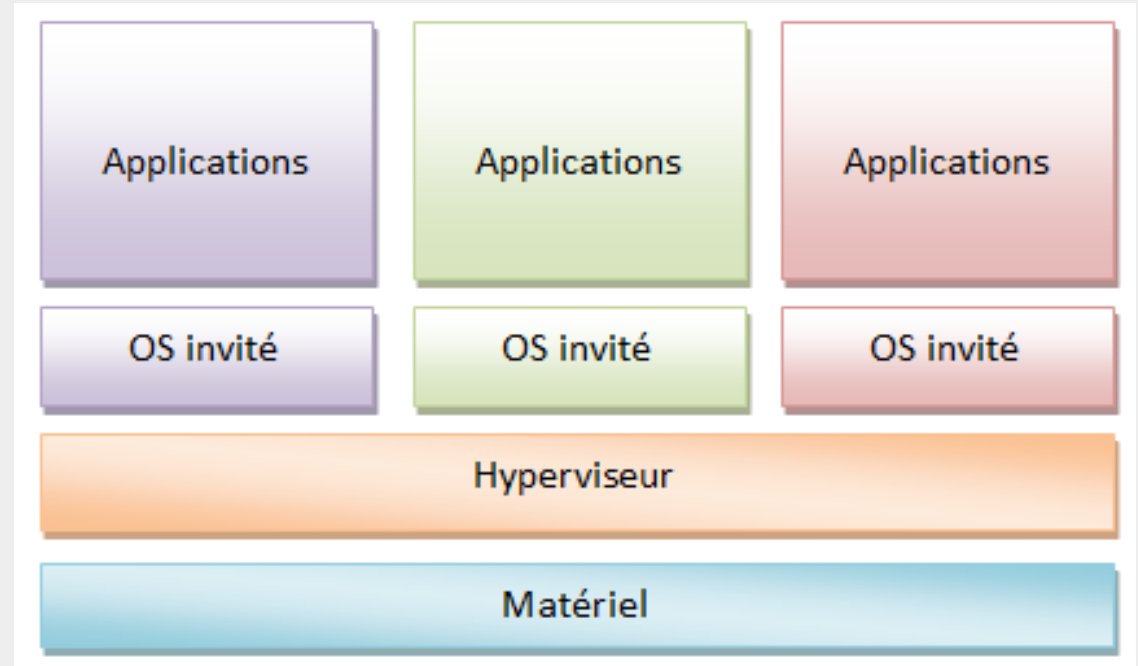 Applications
Applications
Applications
OS invité
OS invité
OS invité
Hyperviseur
Matériel